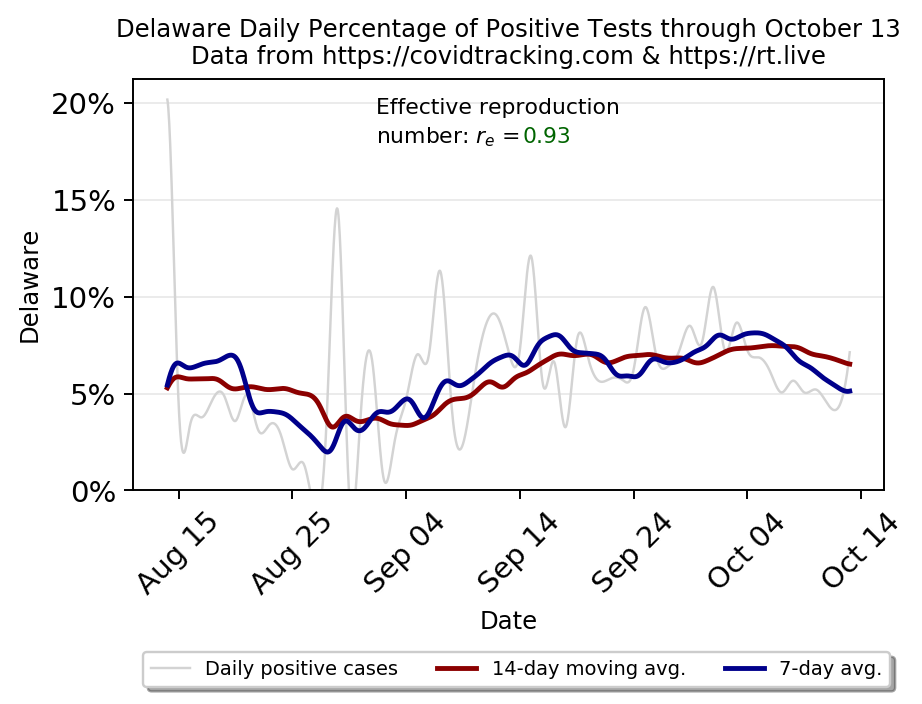 Delaware Daily Percentage of Positive Tests through October 13
Data from https://covidtracking.com & https://rt.live
Effective reproduction
number: rₑ =0.93
20%
15%
10%
5%
0%
Delaware
Aug 15
Aug 25
Sep 04
Sep 14
Sep 24
Oct 04
Oct 14
Date
Daily positive cases
14-day moving avg.
7-day avg.